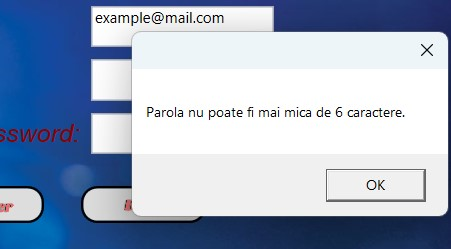 example@mail.com
Parola nu poate fi mai mica de 6 caractere.
ssword:
OK